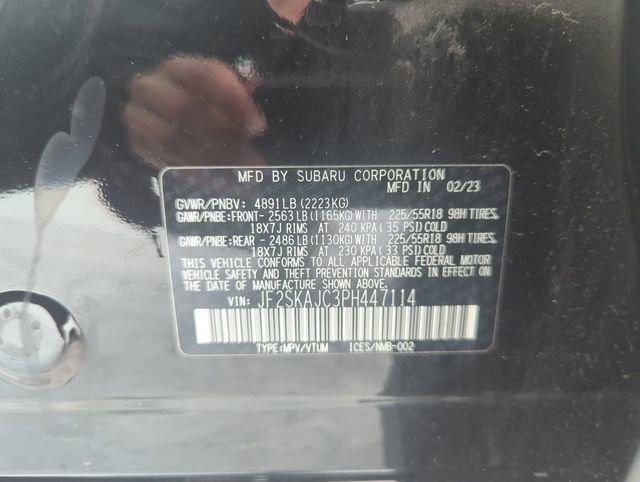 MFD BY SUBARU CORPORATION
MFD IN 02/23
GVWR/PNBV: 4891LB(2223KG)
GAWR/PNBE:FRONT- 2563LB(1165KG)WITH 225/55R18 98H TIRES,
18X7J RIMS AT 240 KPA(35 PSI)COLD
GAWR/PNBE:REAR - 2486LB(1130KG)WITH 225/55R18 98H TIRES,
18X7J RIMS AT 230 KPA(33 PSI)COLD
THIS VEHICLE CONFORMS TO ALL APPLICABLE FEDERAL MOTOR
VEHICLE SAFETY AND THEFT PREVENTION STANDARDS IN EFFECT
ON THE DATE OF MANUFACTURE SHOWN ABOVE.
VIN: JF2SKAJC3PH447114
TYPE:MPV/VTUM ICES/NMB-002